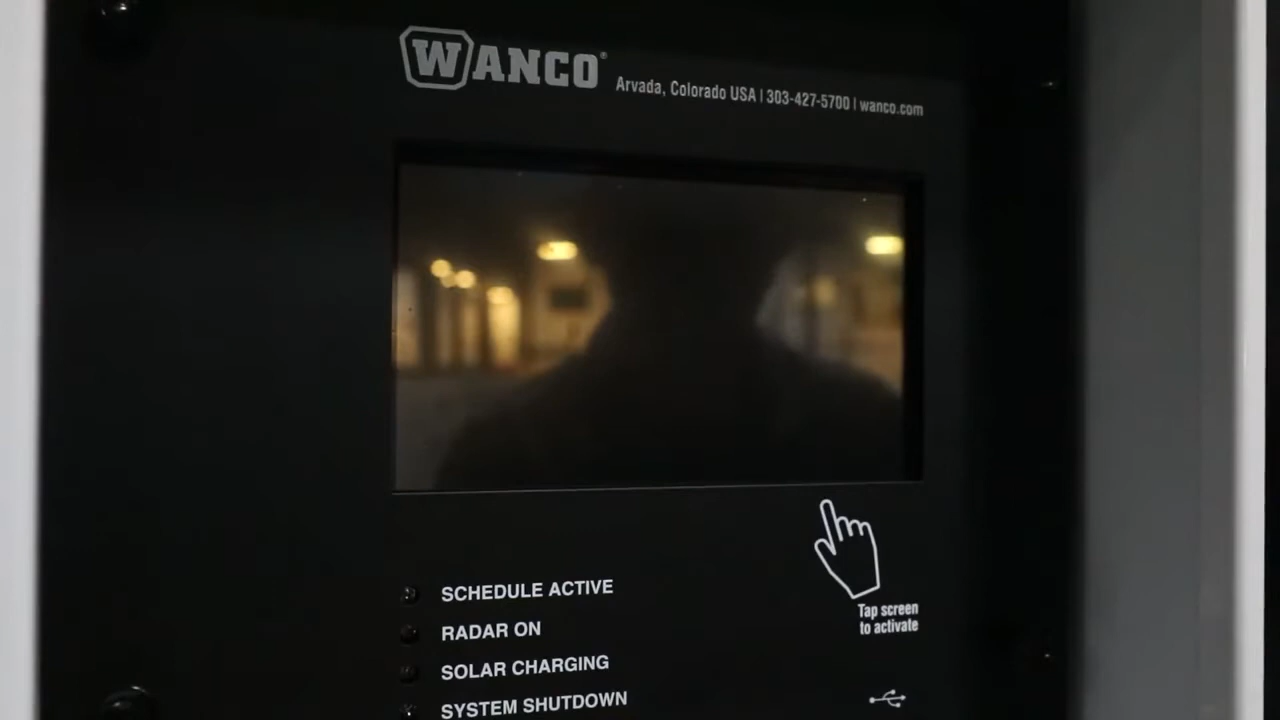 WANCO® Arvada, Colorado USA | 303-427-5700 | wanco.com
SCHEDULE ACTIVE
RADAR ON
SOLAR CHARGING
SYSTEM SHUTDOWN
Tap screen
to activate